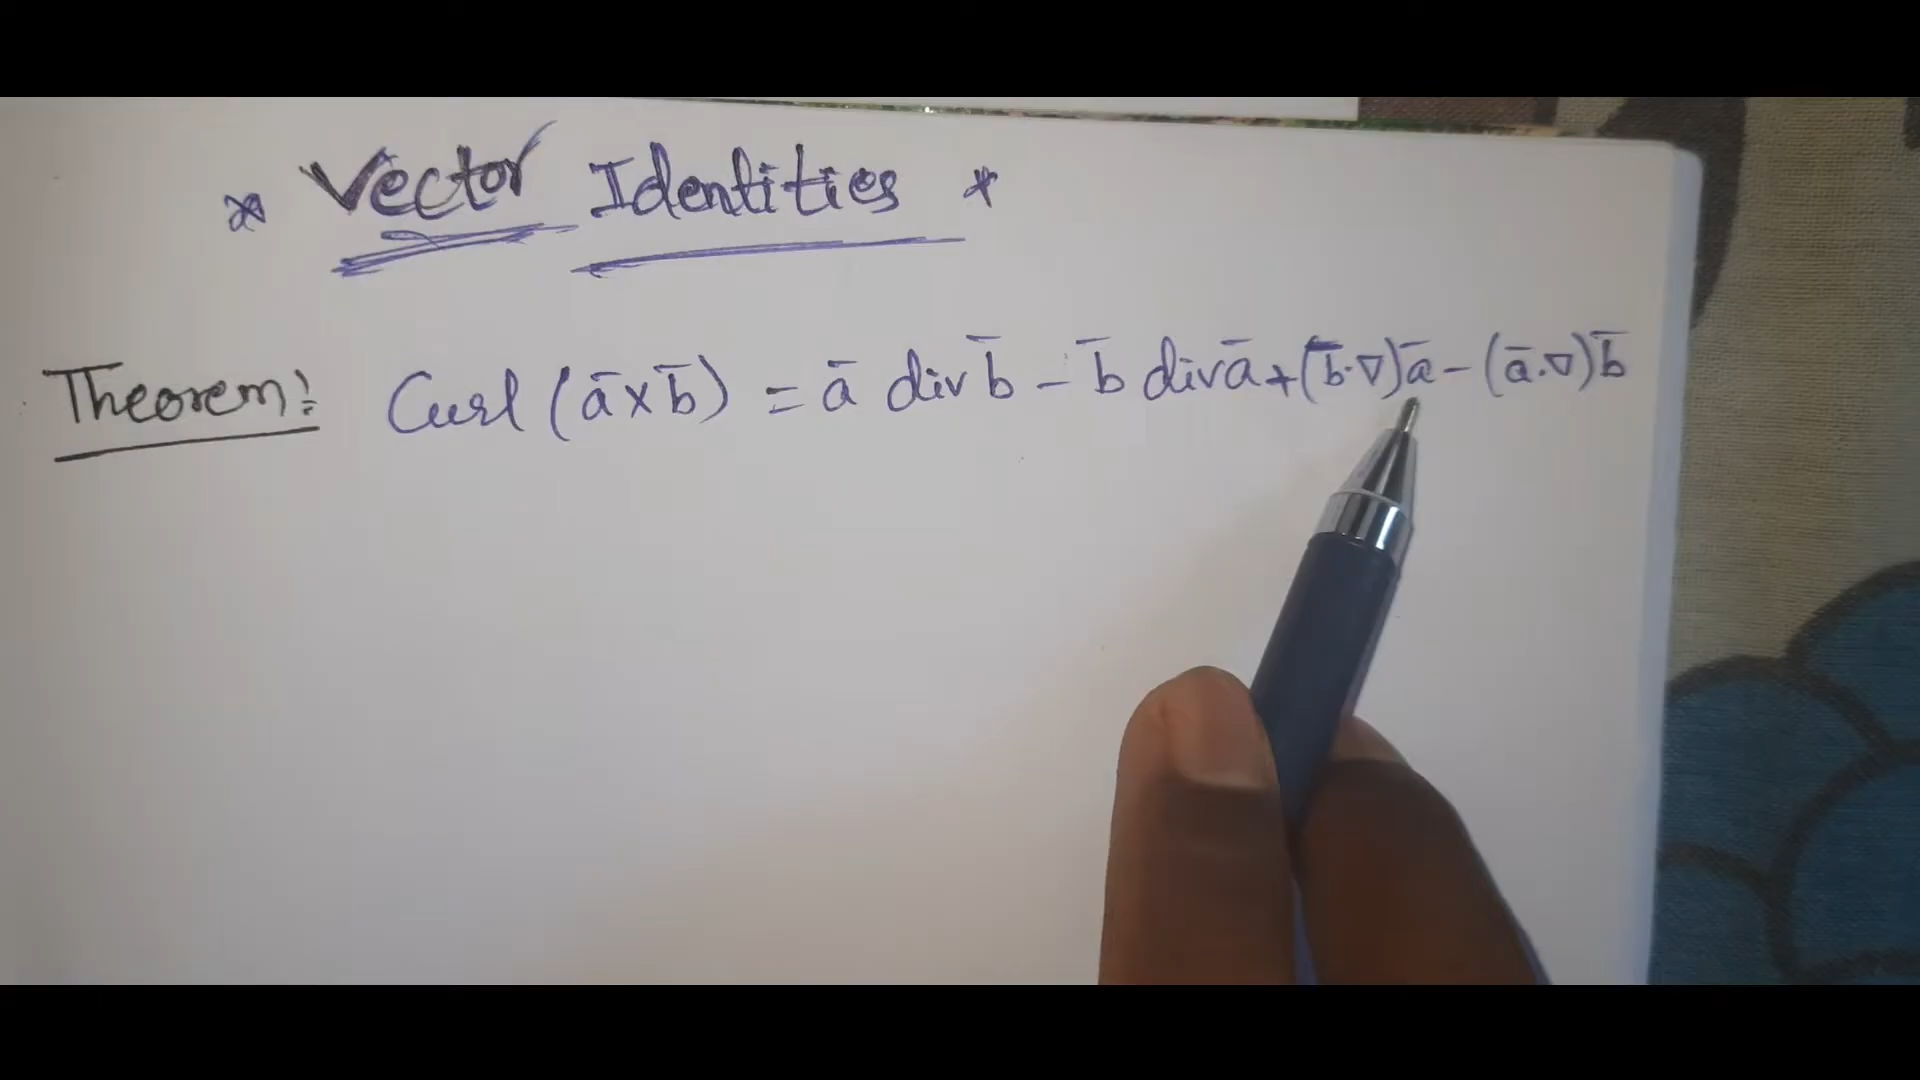 * Vector Identities *
Theorem: Curl (a̅ × b̅) = a̅ div b̅ - b̅ div a̅ + (b̅·∇)a̅ - (a̅.∇)b̅